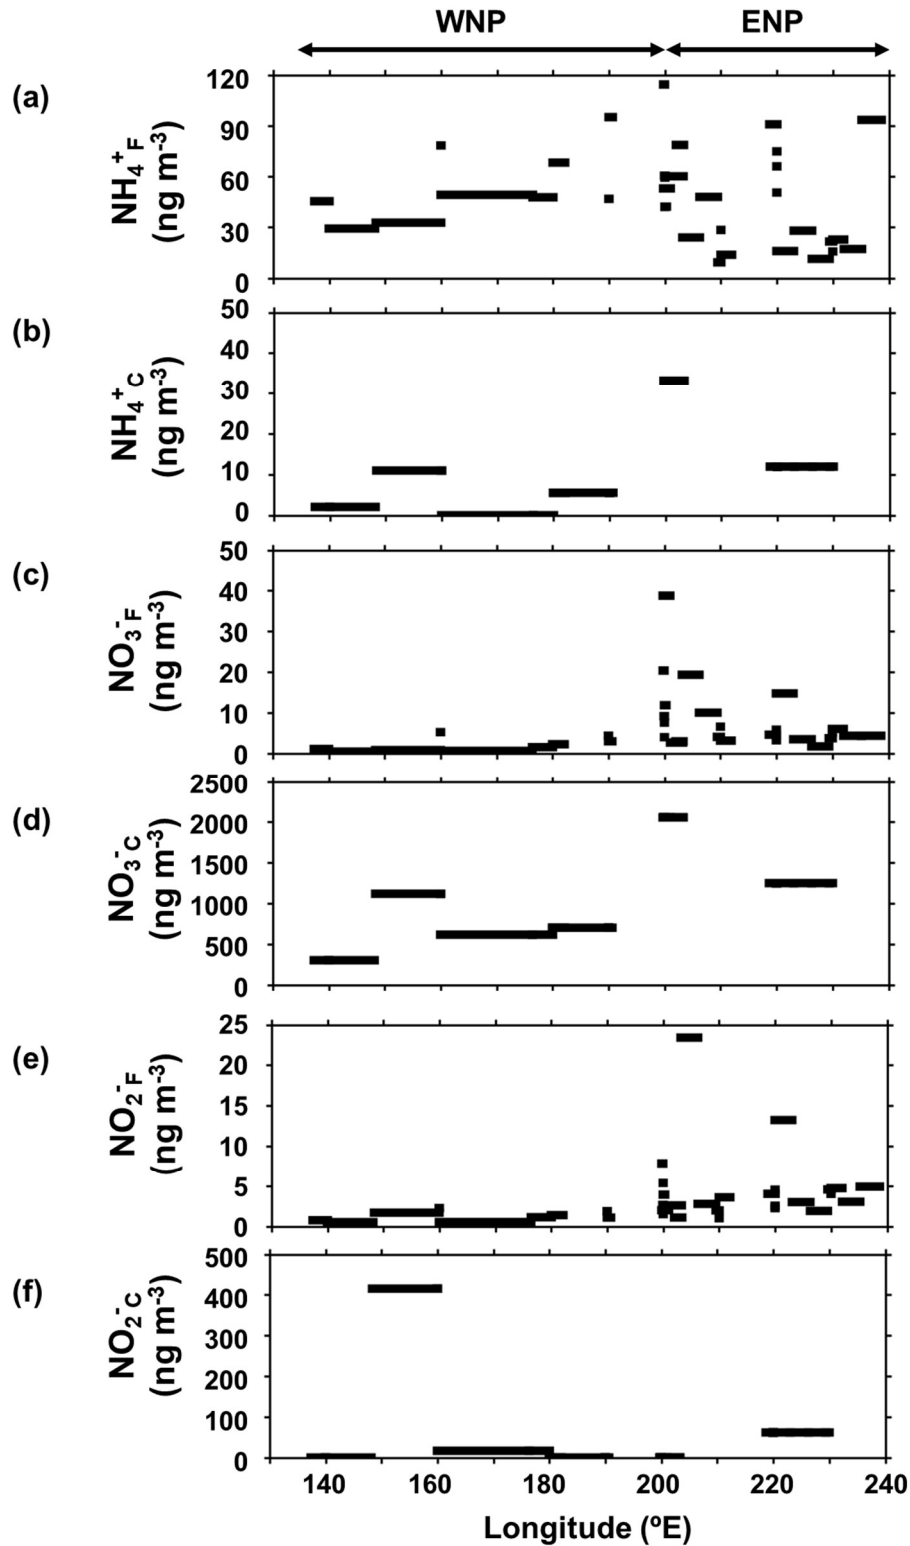 WNP ENP
(a)
NH₄⁺F
(ng m⁻³)
120
90
60
30
0
(b)
NH₄⁺C
(ng m⁻³)
50
40
30
20
10
0
(c)
NO₃⁻F
(ng m⁻³)
50
40
30
20
10
0
(d)
NO₃⁻C
(ng m⁻³)
2500
2000
1500
1000
500
0
(e)
NO₂⁻F
(ng m⁻³)
25
20
15
10
5
0
(f)
NO₂⁻C
(ng m⁻³)
500
400
300
200
100
0
140 160 180 200 220 240
Longitude (ºE)